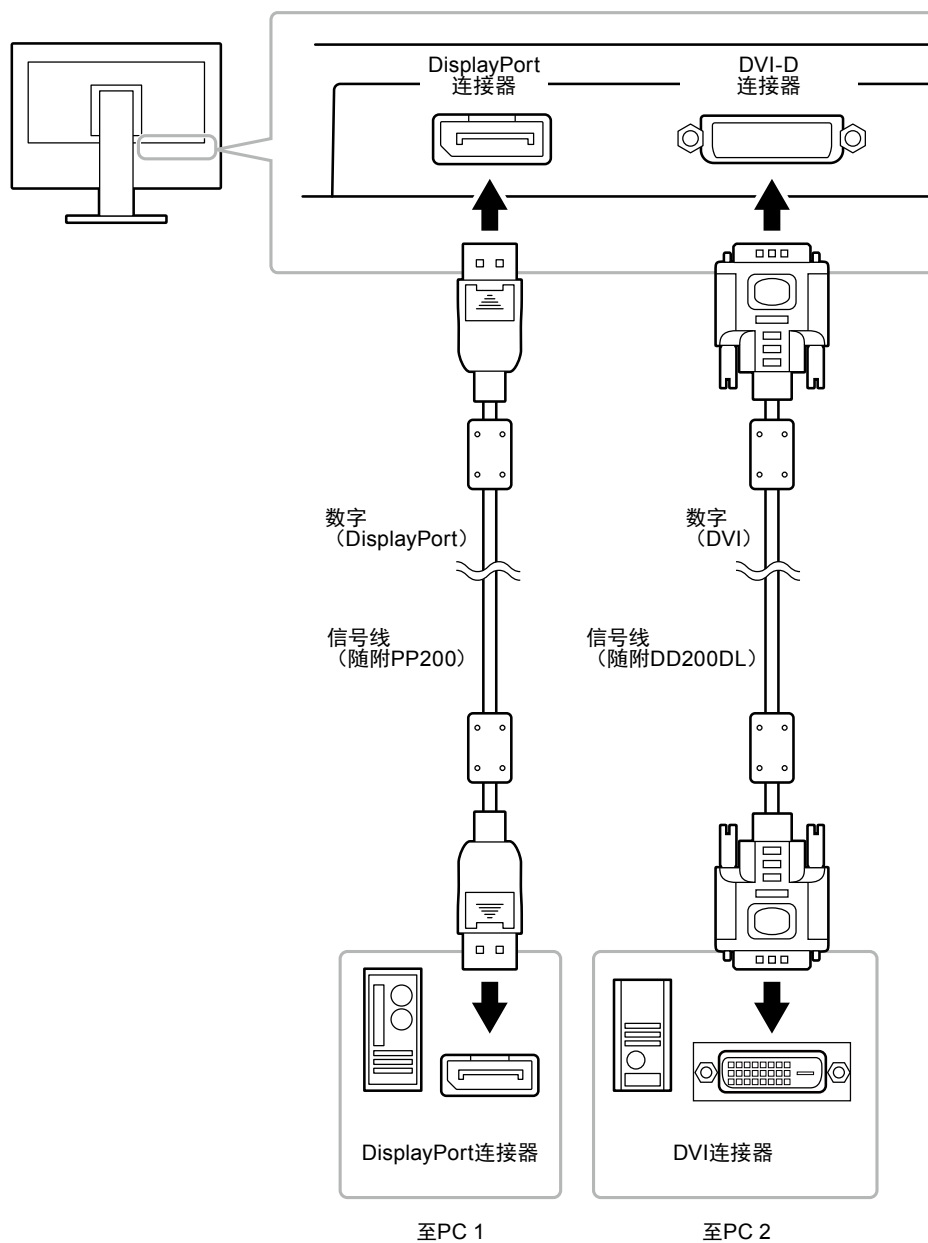 DisplayPort
连接器
DVI-D
连接器
数字
（DisplayPort）
数字
（DVI）
信号线
（随附PP200）
信号线
（随附DD200DL）
DisplayPort连接器
DVI连接器
至PC 1
至PC 2